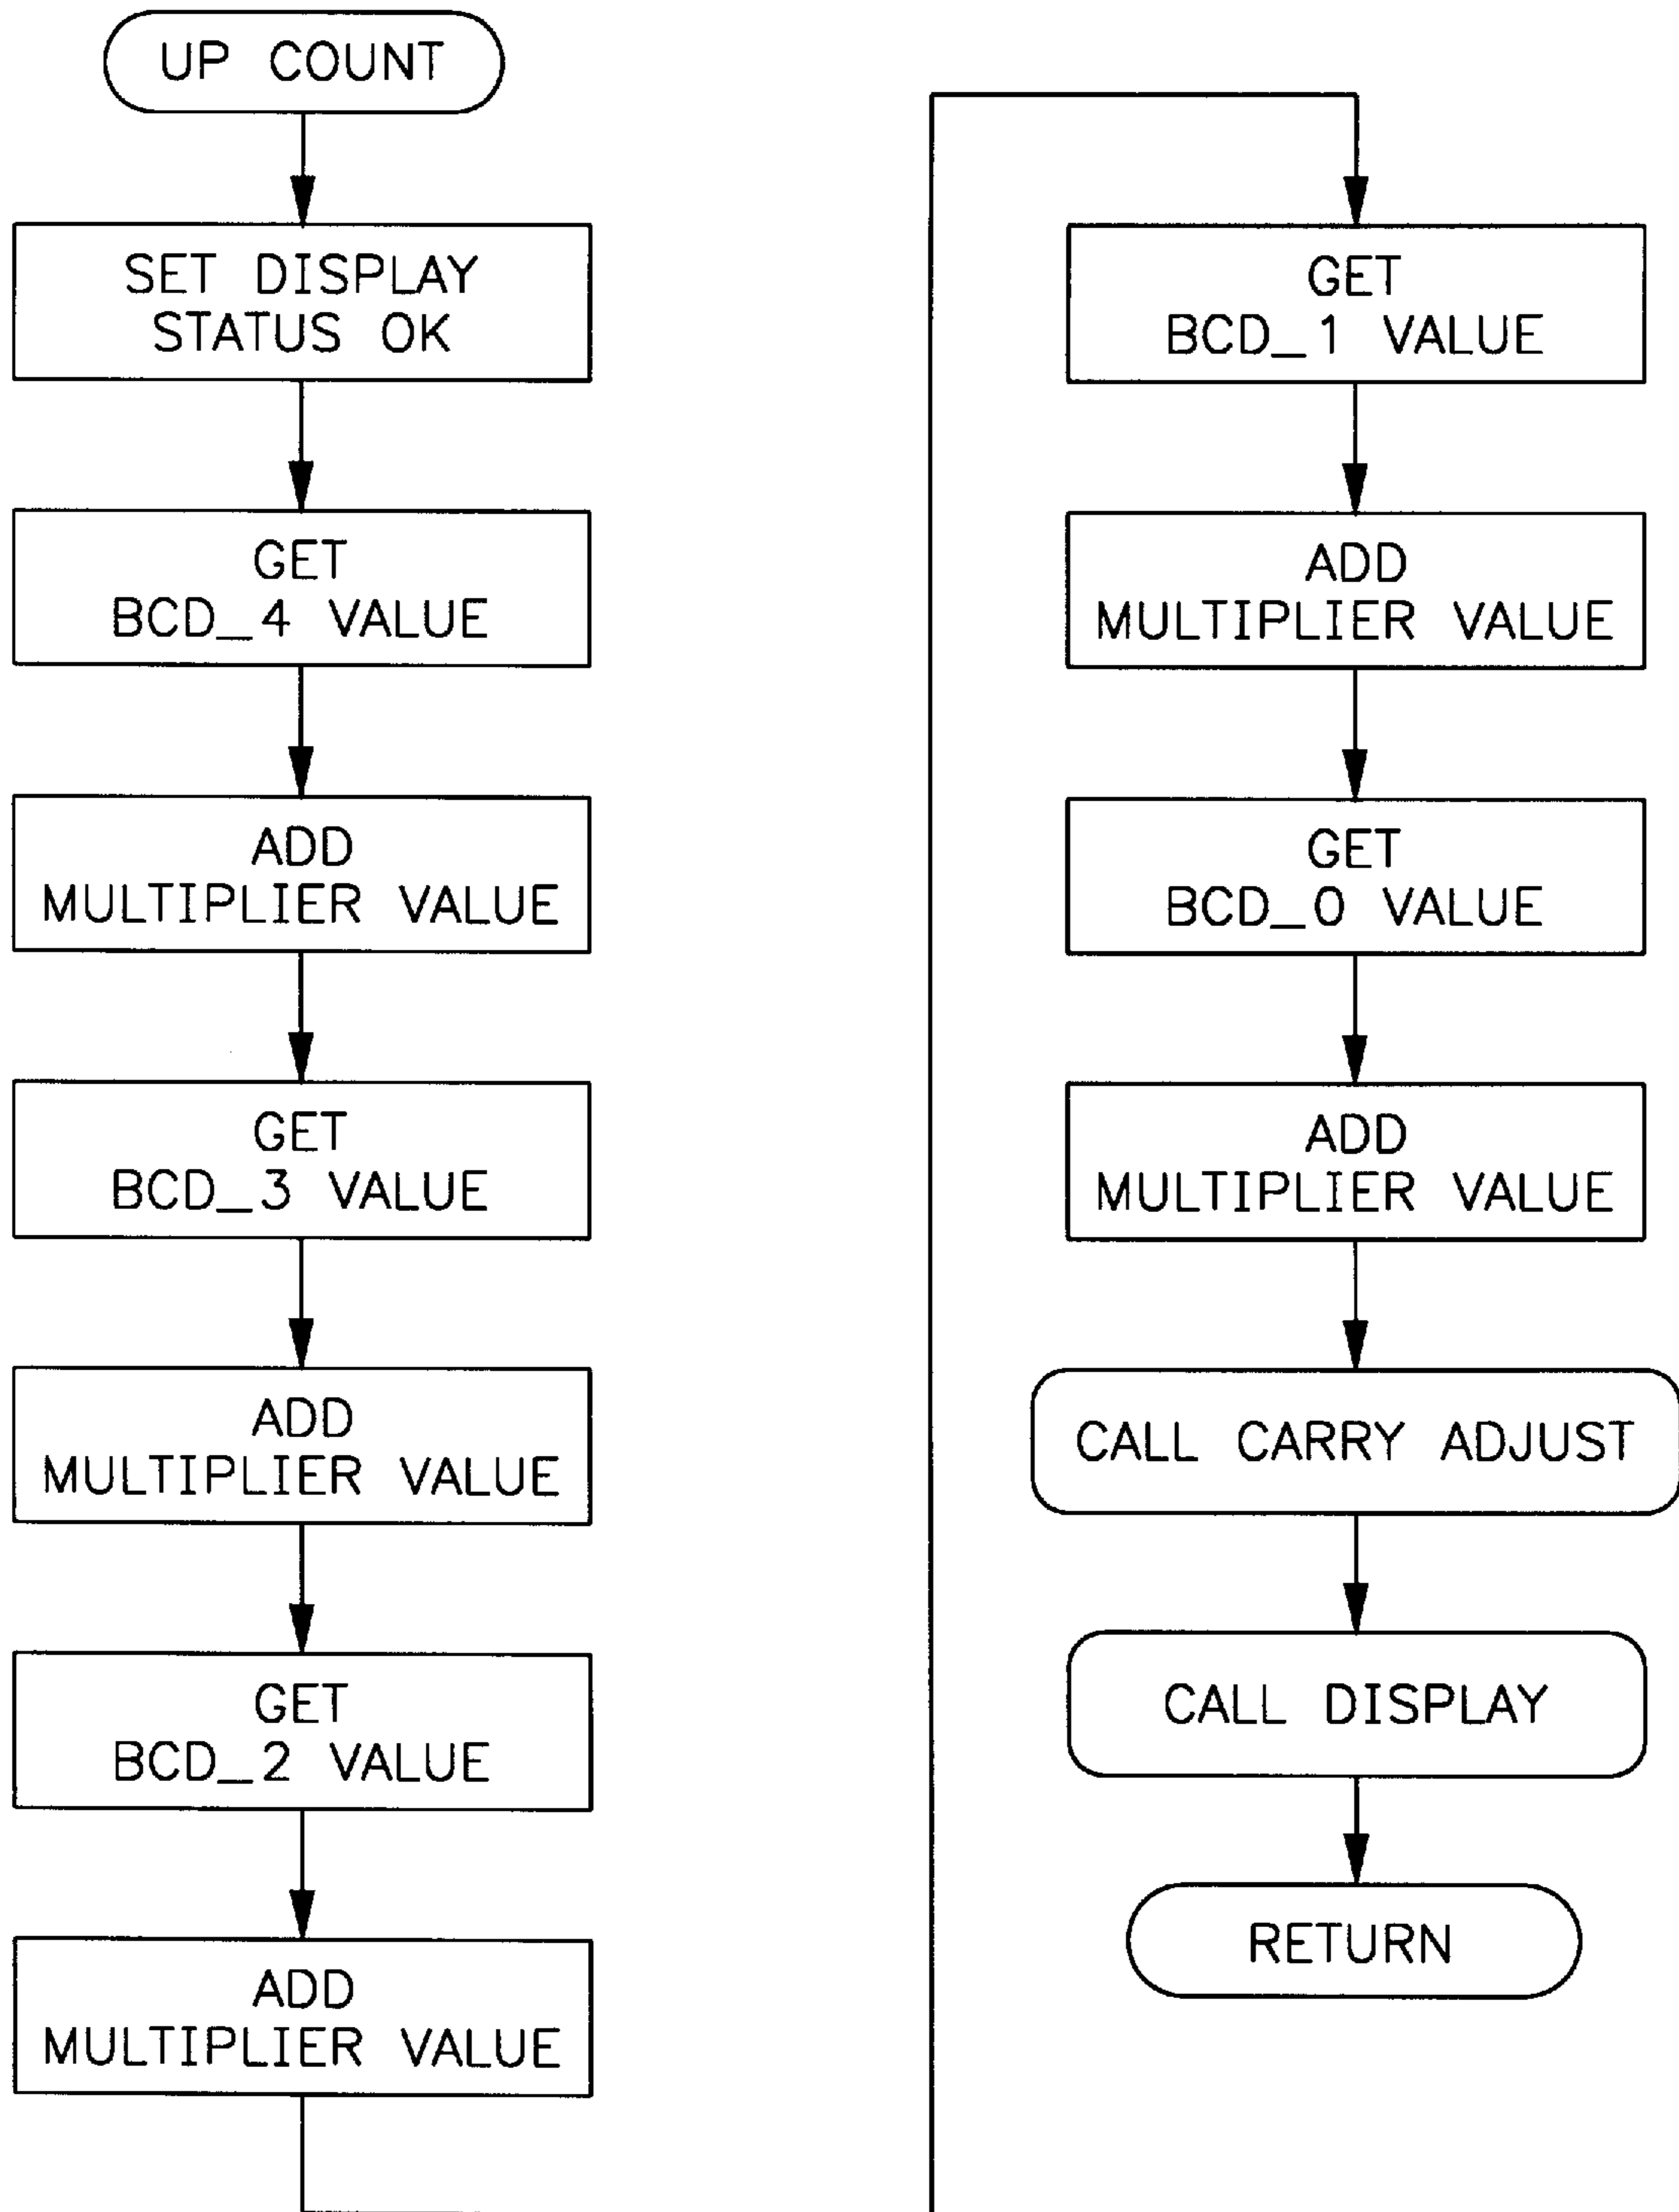 UP COUNT
SET DISPLAY
STATUS OK
GET
BCD_4 VALUE
ADD
MULTIPLIER VALUE
GET
BCD_3 VALUE
ADD
MULTIPLIER VALUE
GET
BCD_2 VALUE
ADD
MULTIPLIER VALUE
GET
BCD_1 VALUE
ADD
MULTIPLIER VALUE
GET
BCD_0 VALUE
ADD
MULTIPLIER VALUE
CALL CARRY ADJUST
CALL DISPLAY
RETURN